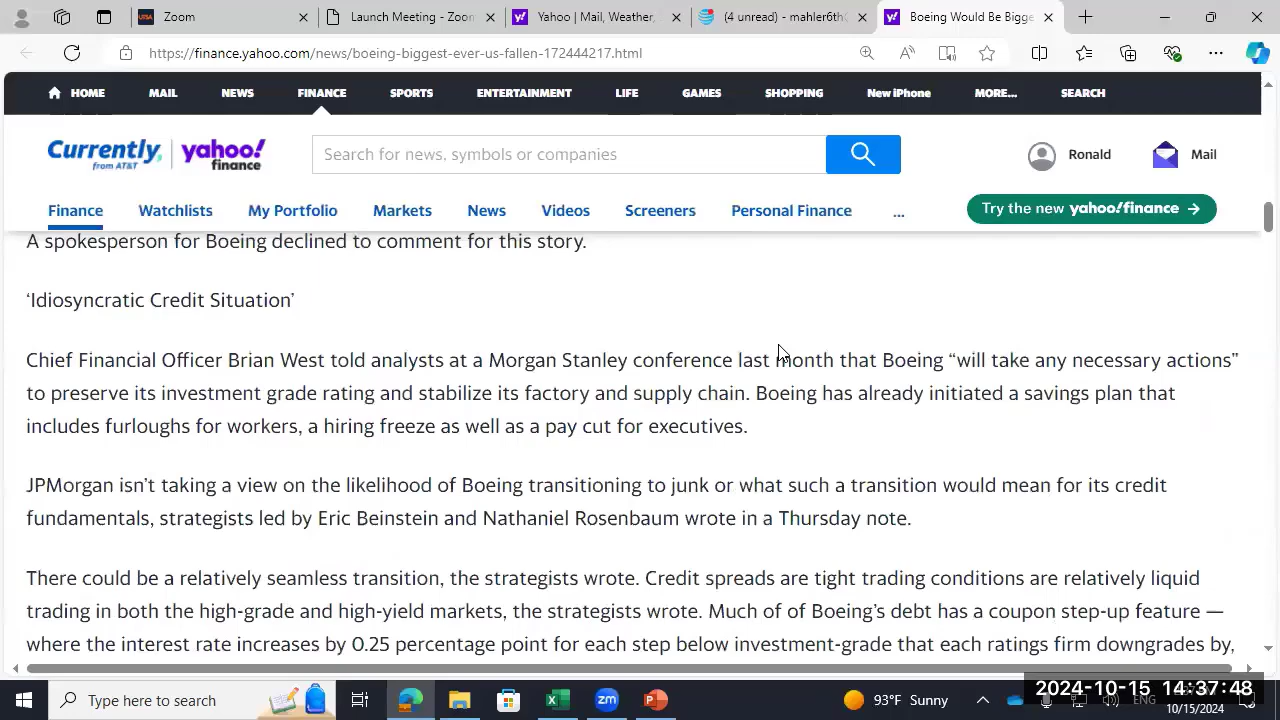 Zoom
Launch Meeting - Zoom
Yahoo | Mail, Weather,
(4 unread) - mahler6th
Boeing Would Be Bigge
https://finance.yahoo.com/news/boeing-biggest-ever-us-fallen-172444217.html
HOME MAIL NEWS FINANCE SPORTS ENTERTAINMENT LIFE GAMES SHOPPING New iPhone MORE... SEARCH
Currently, from AT&T yahoo! finance
Search for news, symbols or companies
Ronald
Mail
Finance Watchlists My Portfolio Markets News Videos Screeners Personal Finance ...
Try the new yahoo!finance →
A spokesperson for Boeing declined to comment for this story.
‘Idiosyncratic Credit Situation’
Chief Financial Officer Brian West told analysts at a Morgan Stanley conference last month that Boeing “will take any necessary actions”
to preserve its investment grade rating and stabilize its factory and supply chain. Boeing has already initiated a savings plan that
includes furloughs for workers, a hiring freeze as well as a pay cut for executives.
JPMorgan isn’t taking a view on the likelihood of Boeing transitioning to junk or what such a transition would mean for its credit
fundamentals, strategists led by Eric Beinstein and Nathaniel Rosenbaum wrote in a Thursday note.
There could be a relatively seamless transition, the strategists wrote. Credit spreads are tight trading conditions are relatively liquid
trading in both the high-grade and high-yield markets, the strategists wrote. Much of of Boeing’s debt has a coupon step-up feature —
where the interest rate increases by 0.25 percentage point for each step below investment-grade that each ratings firm downgrades by,
Type here to search
93°F Sunny
2024-10-15 14:37:48
ENG
10/15/2024